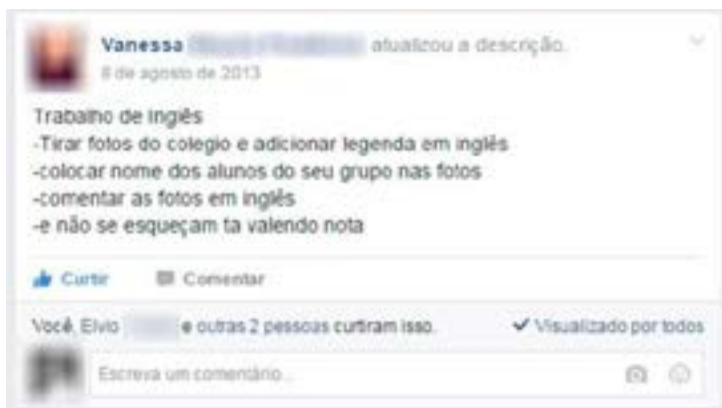 Vanessa atualizou a descrição.
8 de agosto de 2013
Trabalho de inglês
-Tirar fotos do colegio e adicionar legenda em inglês
-colocar nome dos alunos do seu grupo nas fotos
-comentar as fotos em inglês
-e não se esqueçam ta valendo nota
Curtir Comentar
Você, Elvio e outras 2 pessoas curtiram isso. ✓ Visualizado por todos
Escreva um comentário...